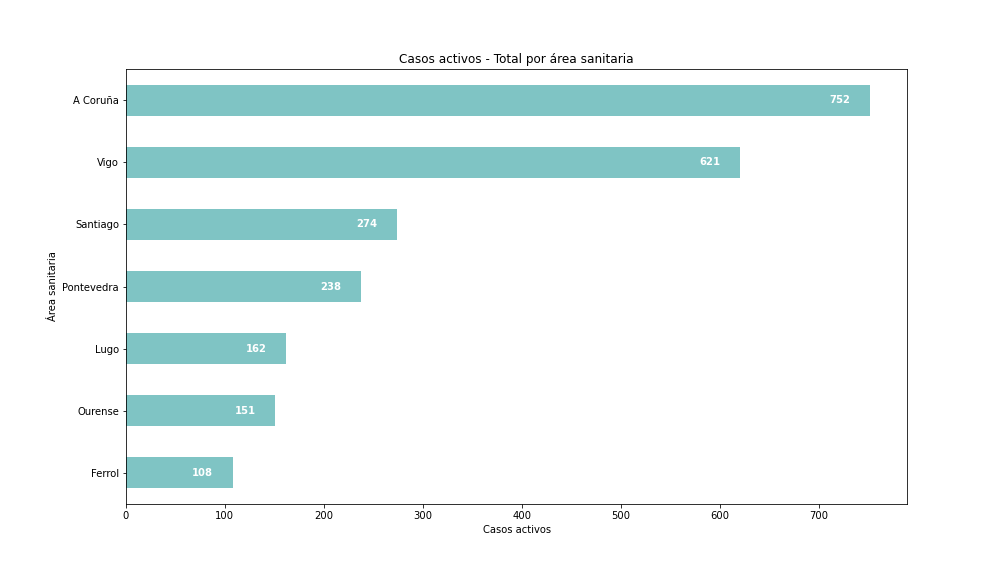 Casos activos - Total por área sanitaria
A Coruña
752
Vigo
621
Santiago
274
Pontevedra
238
Lugo
162
Ourense
151
Ferrol
108
Área sanitaria
0 100 200 300 400 500 600 700
Casos activos